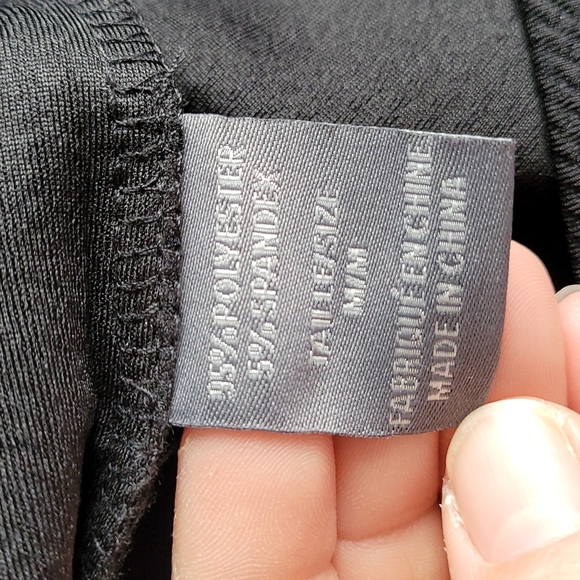 95% POLYESTER
5% SPANDEX
TAILLE/SIZE
M/M
FABRIQUÉ EN CHINE
MADE IN CHINA